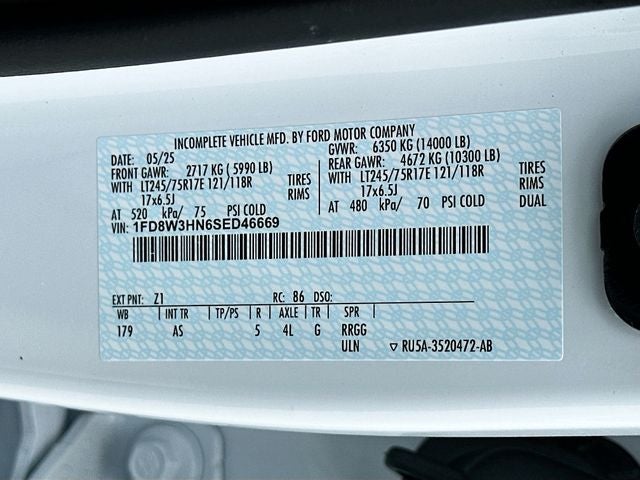 INCOMPLETE VEHICLE MFD. BY FORD MOTOR COMPANY
DATE: 05/25 GVWR: 6350 KG (14000 LB)
FRONT GAWR: 2717 KG ( 5990 LB) REAR GAWR: 4672 KG (10300 LB)
WITH LT245/75R17E 121/118R TIRES WITH LT245/75R17E 121/118R TIRES
17x6.5J RIMS 17x6.5J RIMS
AT 520 kPa/ 75 PSI COLD AT 480 kPa/ 70 PSI COLD DUAL
VIN: 1FD8W3HN6SED46669
EXT PNT: Z1 RC: 86 DSO:
WB INT TR TP/PS R AXLE TR SPR
179 AS 5 4L G RRGG
ULN ▽ RU5A-3520472-AB